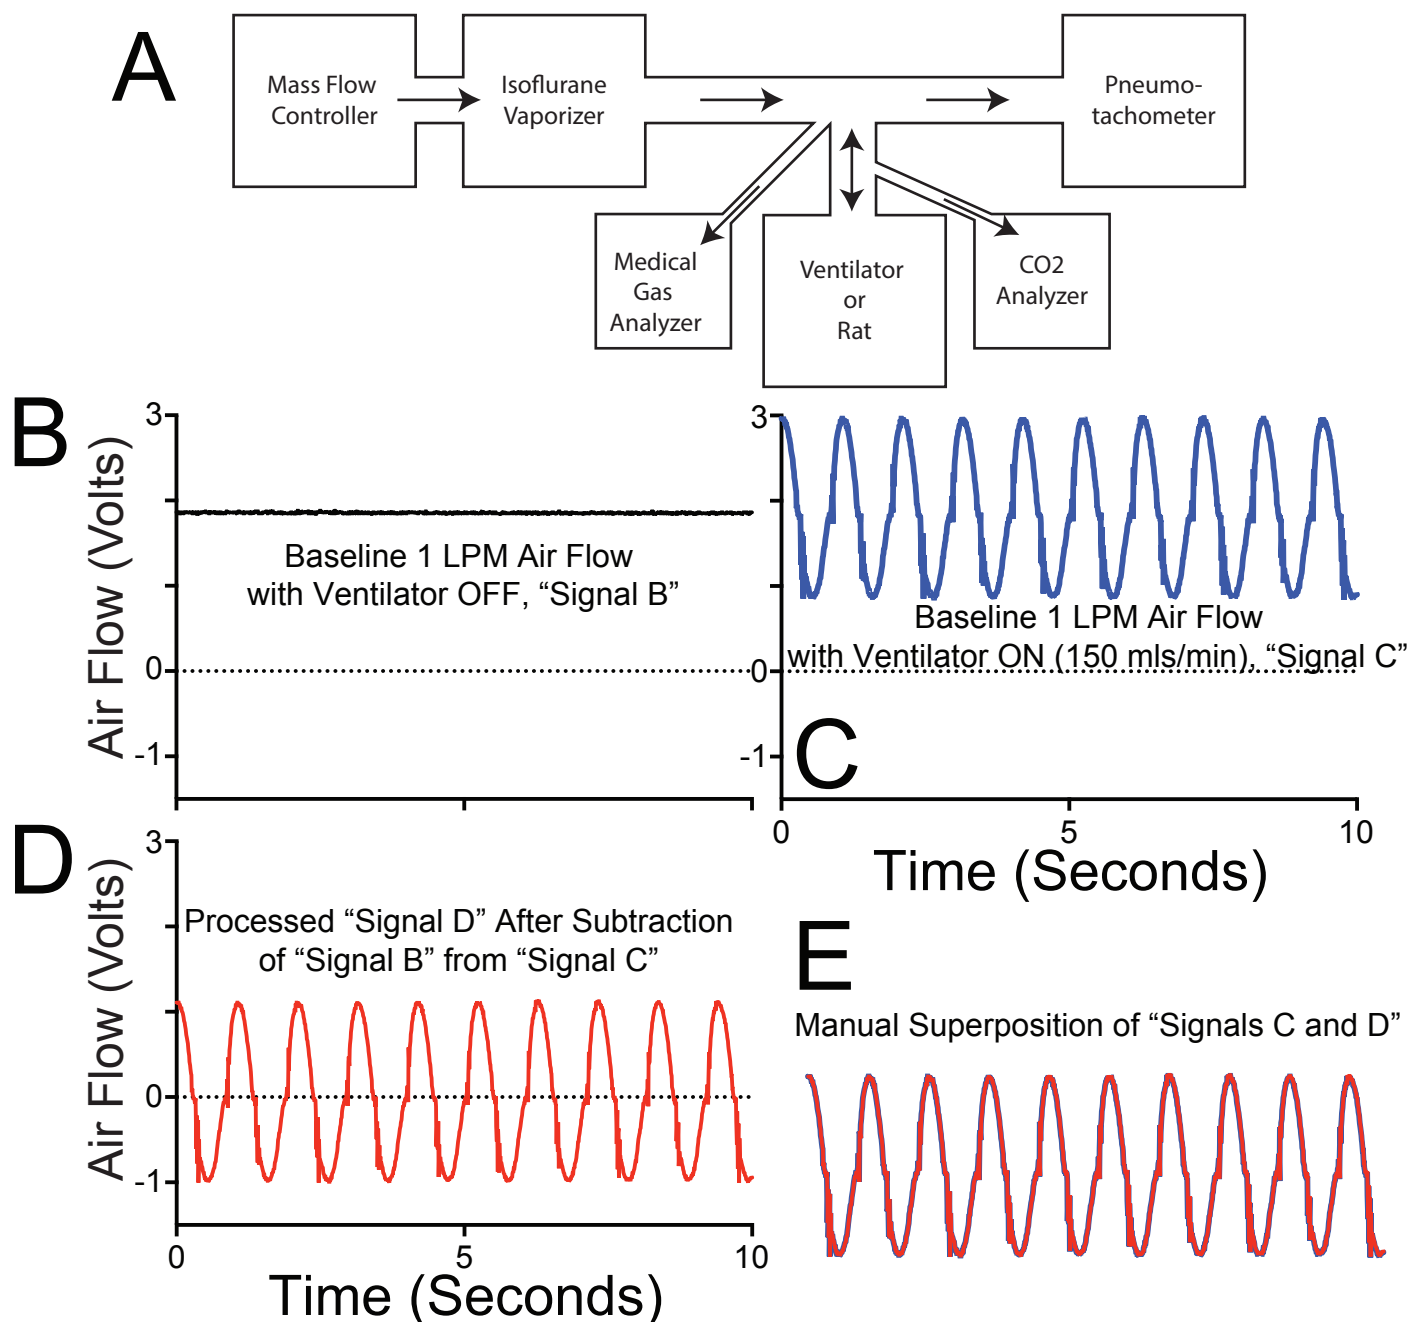 A
Mass Flow
Controller
Isoflurane
Vaporizer
Pneumo-
tachometer
Medical
Gas
Analyzer
Ventilator
or
Rat
CO2
Analyzer
B
Air Flow (Volts)
3
0
-1
Baseline 1 LPM Air Flow
with Ventilator OFF, “Signal B”
3
0
-1
Baseline 1 LPM Air Flow
with Ventilator ON (150 mls/min), “Signal C”
C
0
5
10
Time (Seconds)
D
Air Flow (Volts)
3
0
-1
Processed “Signal D” After Subtraction
of “Signal B” from “Signal C”
0
5
10
Time (Seconds)
E
Manual Superposition of “Signals C and D”